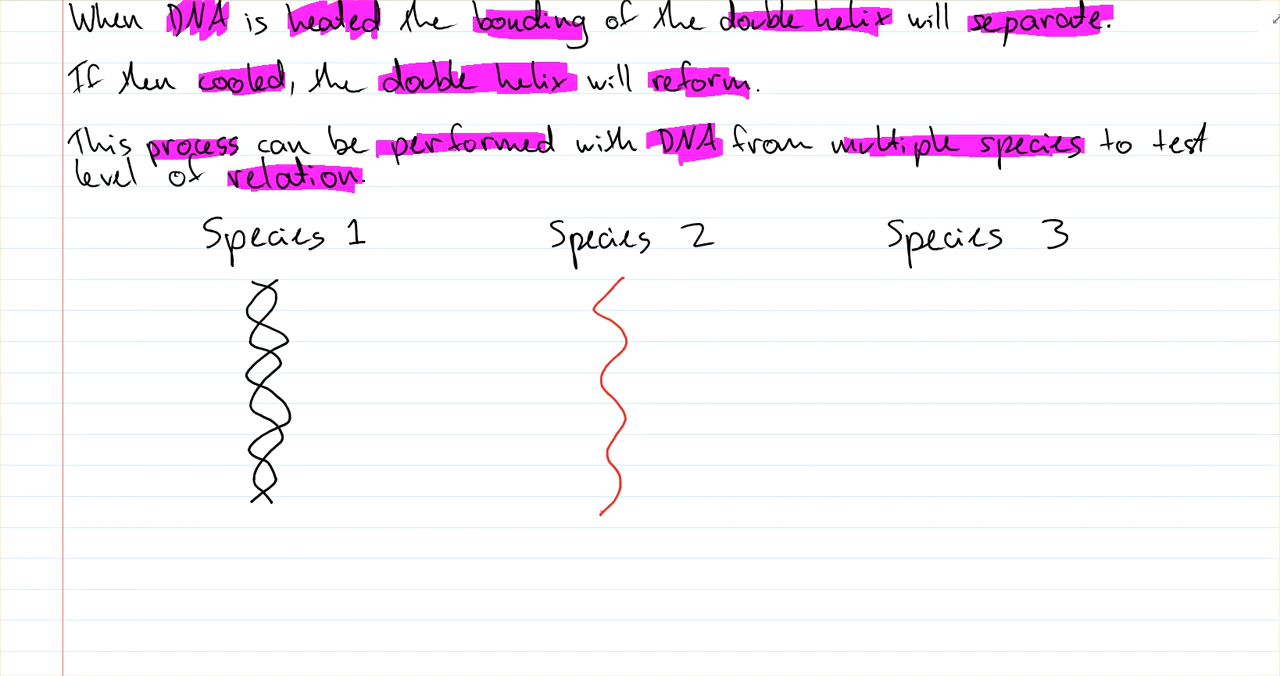 When DNA is heated the bonding of the double helix will separate.
If then cooled, the double helix will reform.
This process can be performed with DNA from multiple species to test
level of relation.
Species 1 Species 2 Species 3